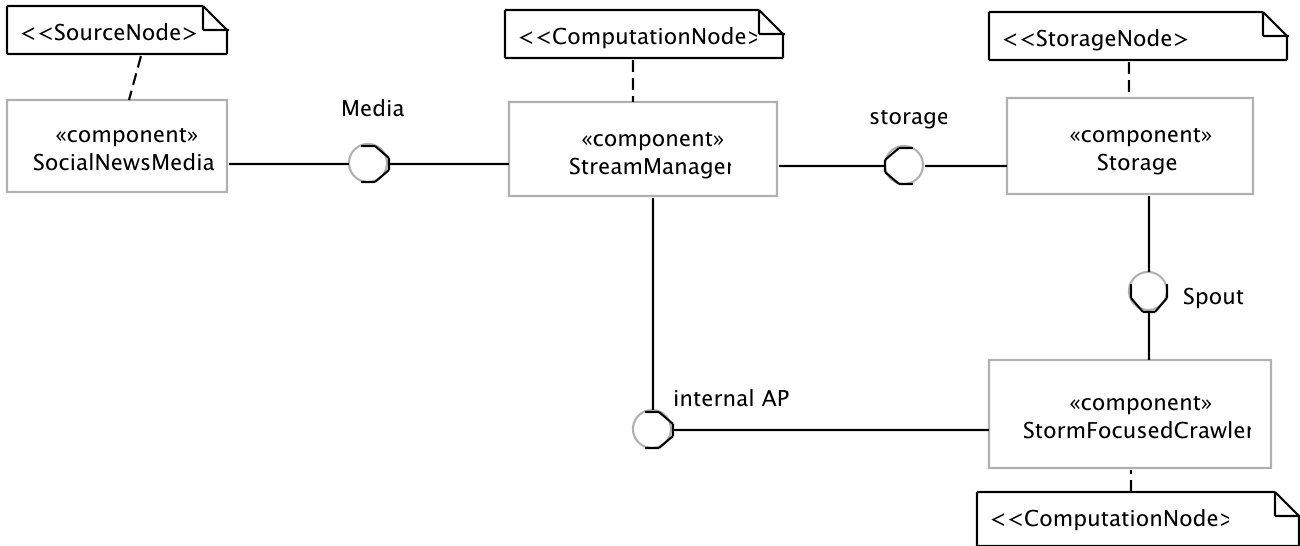 <<SourceNode>
<<ComputationNode>
<<StorageNode>
Media
storage
«component»
SocialNewsMedia
«component»
StreamManager
«component»
Storage
Spout
internal AP
«component»
StormFocusedCrawler
<<ComputationNode>